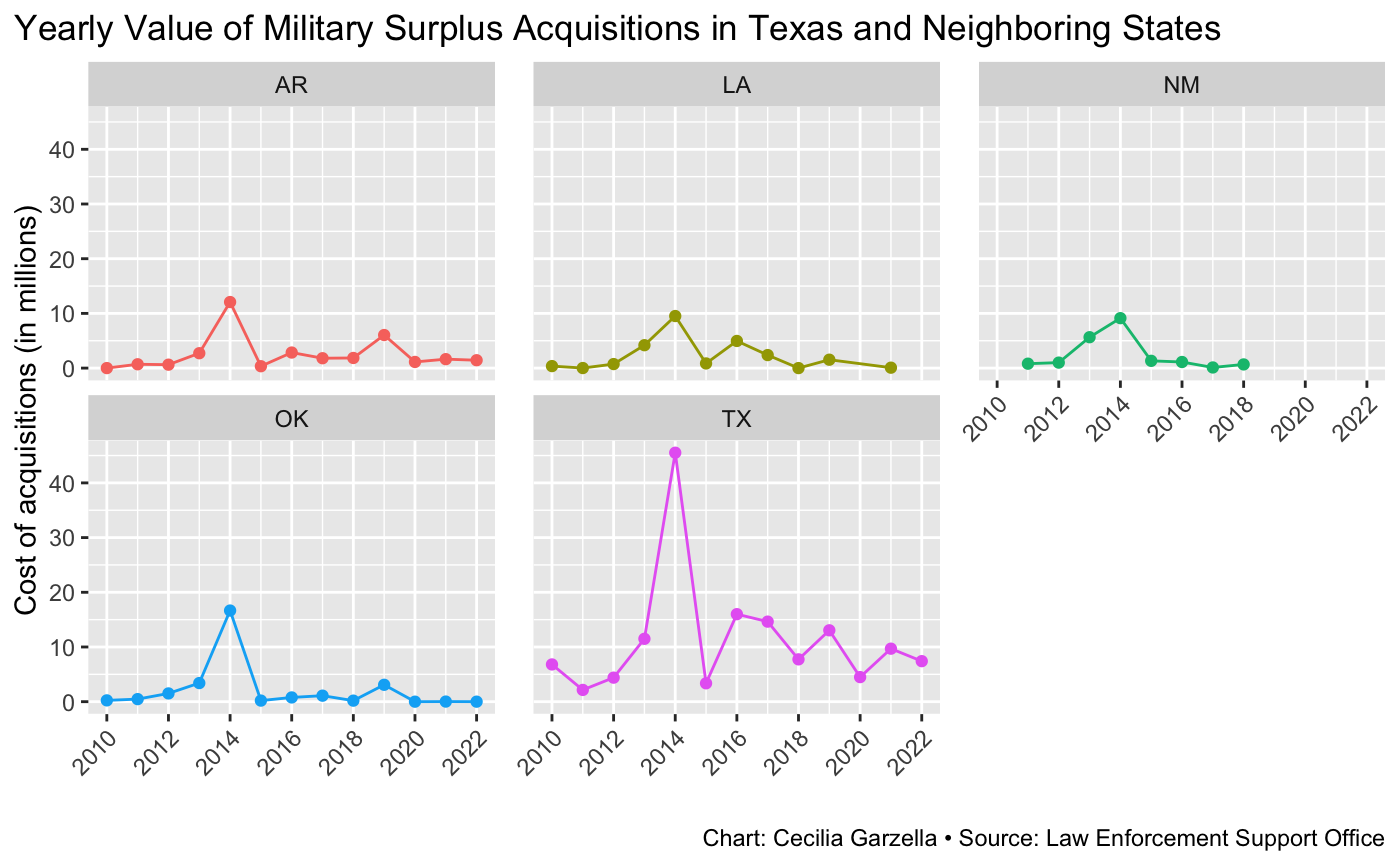 Yearly Value of Military Surplus Acquisitions in Texas and Neighboring States
AR
LA
NM
Cost of acquisitions (in millions)
40
30
20
10
0
2010 2012 2014 2016 2018 2020 2022
OK
TX
40
30
20
10
0
2010 2012 2014 2016 2018 2020 2022
2010 2012 2014 2016 2018 2020 2022
Chart: Cecilia Garzella • Source: Law Enforcement Support Office